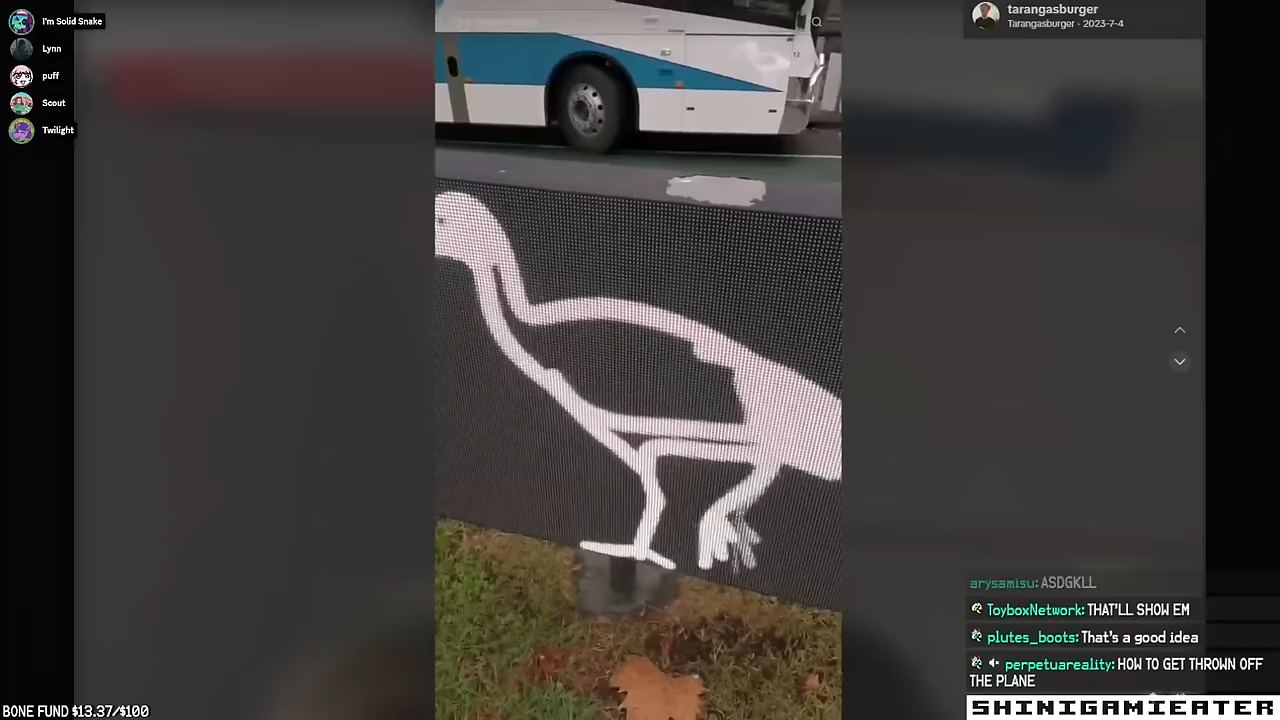 I'm Solid Snake
Lynn
puff
Scout
Twilight
tarangasburger
Tarangasburger · 2023-7-4
arysamisu: ASDGKLL
ToyboxNetwork: THAT'LL SHOW EM
plutes_boots: That's a good idea
perpetuareality: HOW TO GET THROWN OFF
THE PLANE
BONE FUND $13.37/$100
SHINIGAMIEATER